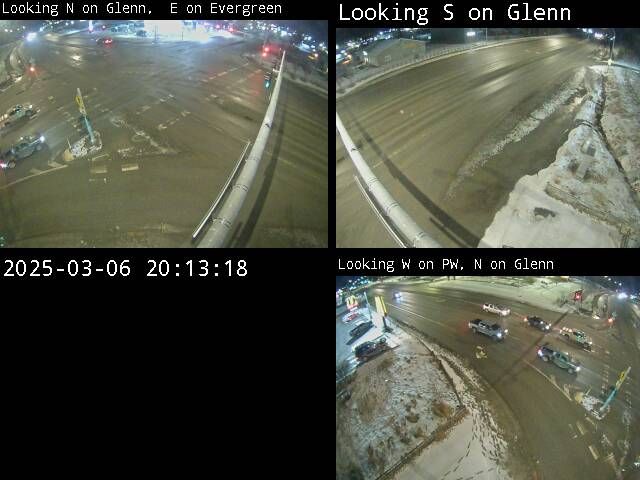 Looking N on Glenn, E on Evergreen
Looking S on Glenn
2025-03-06 20:13:18
Looking W on PW, N on Glenn